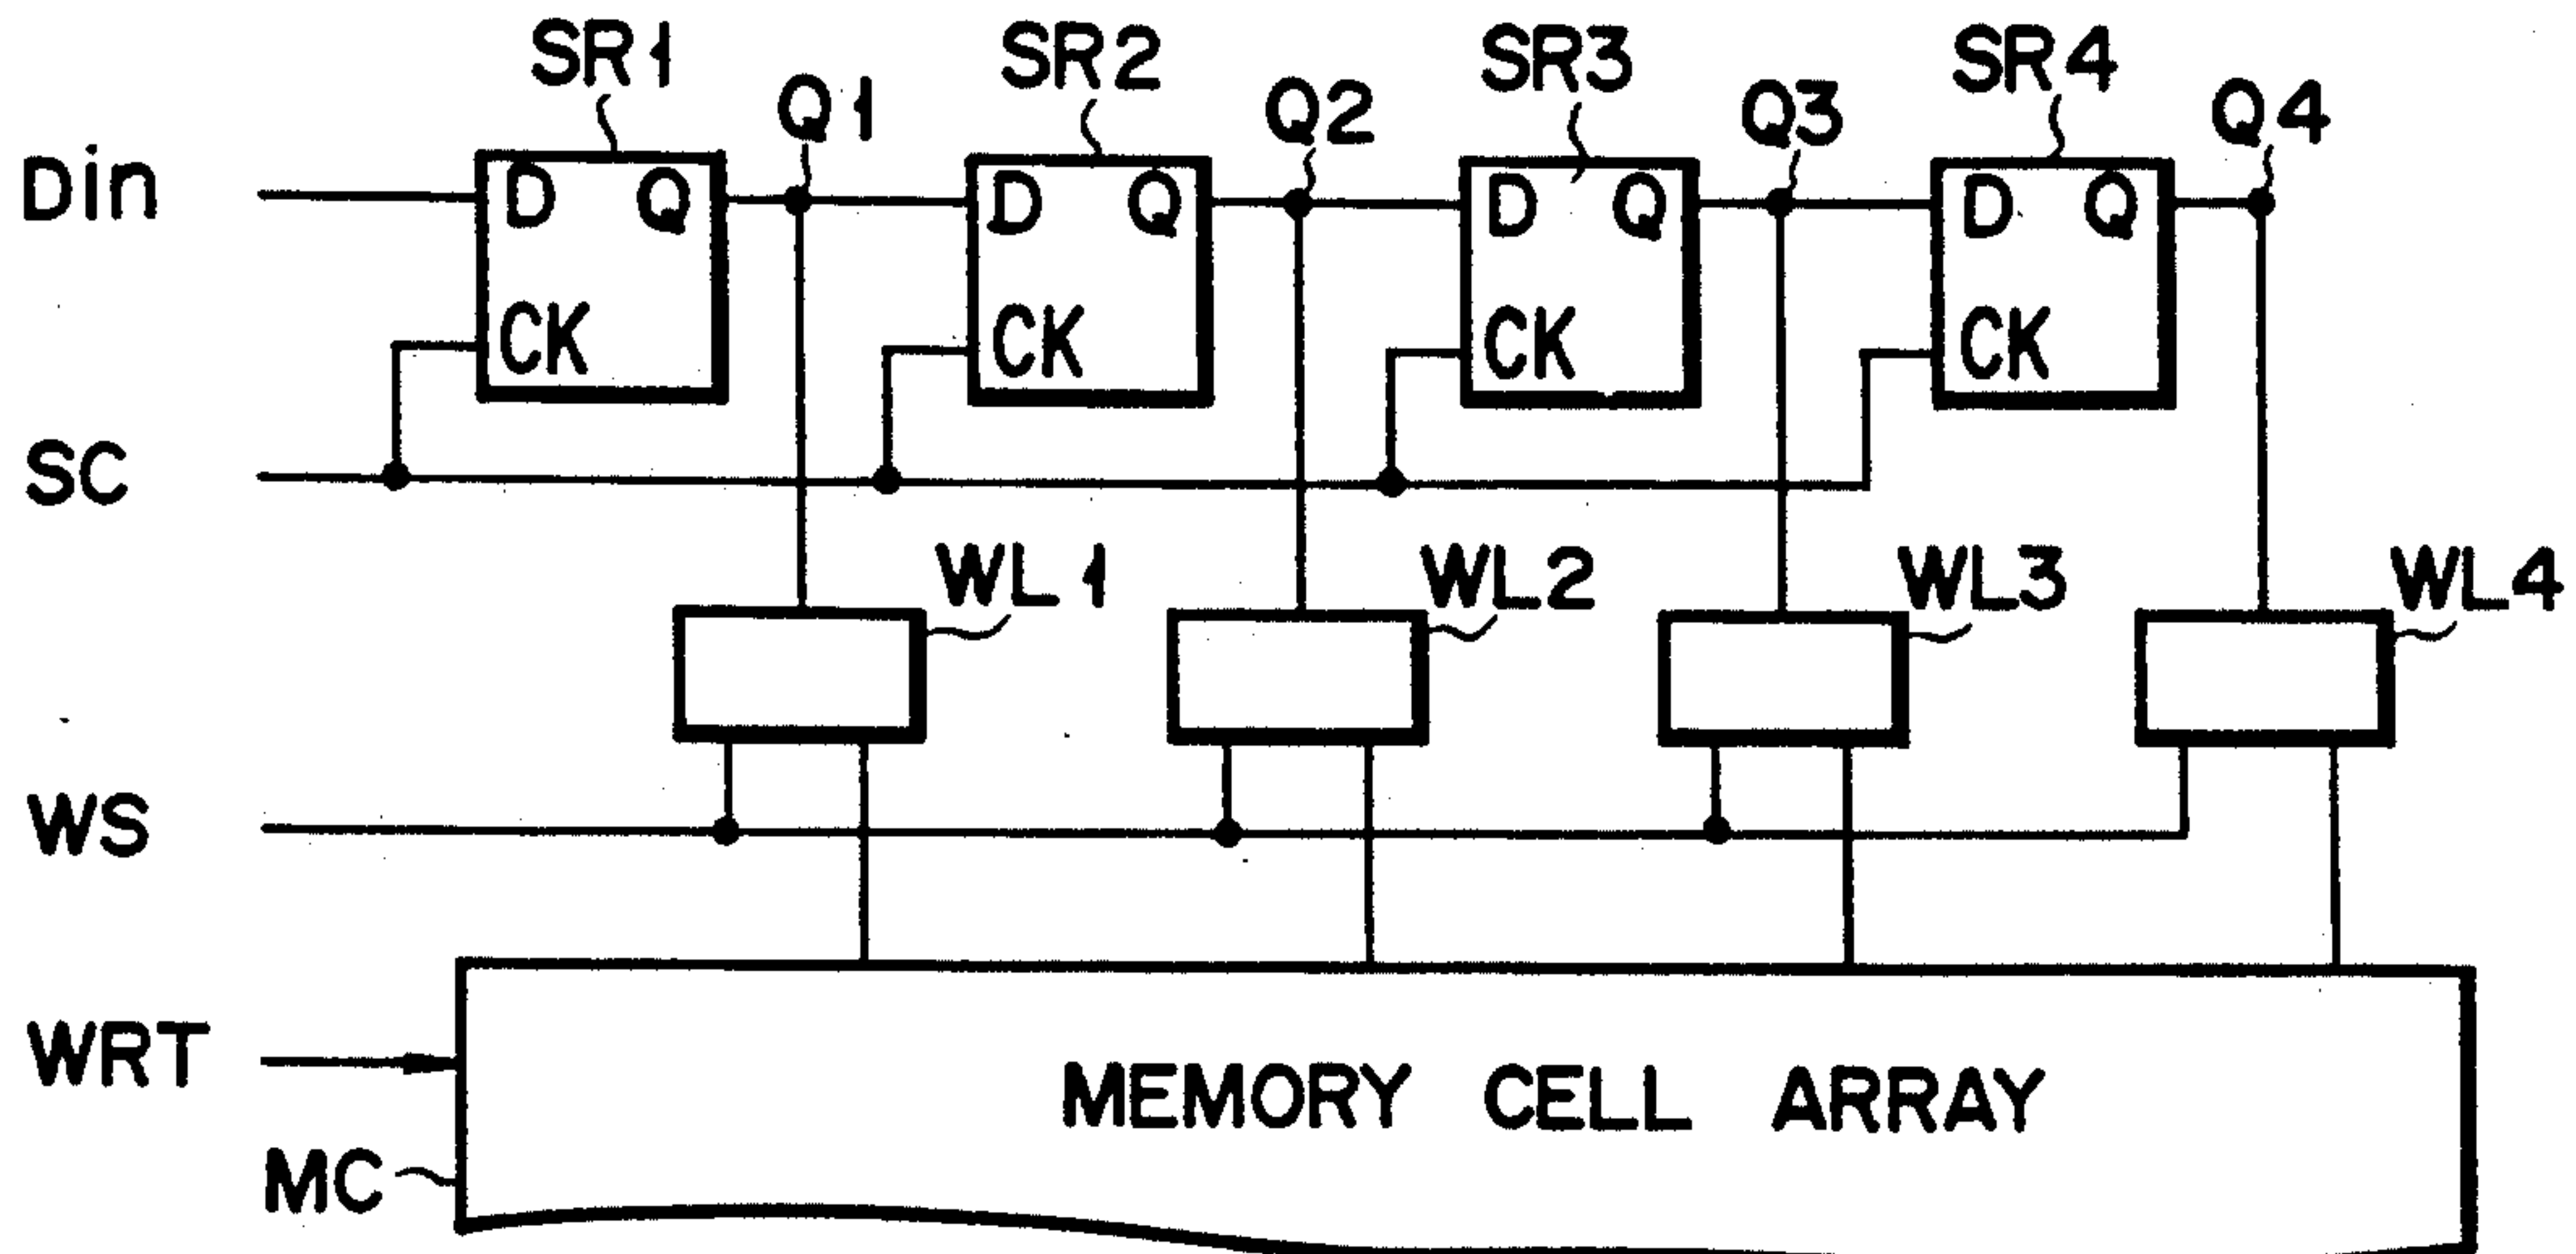 SR1 SR2 SR3 SR4
Q1 Q2 Q3 Q4
Din D Q D Q D Q D Q
CK CK CK CK
SC
WL1 WL2 WL3 WL4
WS
WRT
MEMORY CELL ARRAY
MC